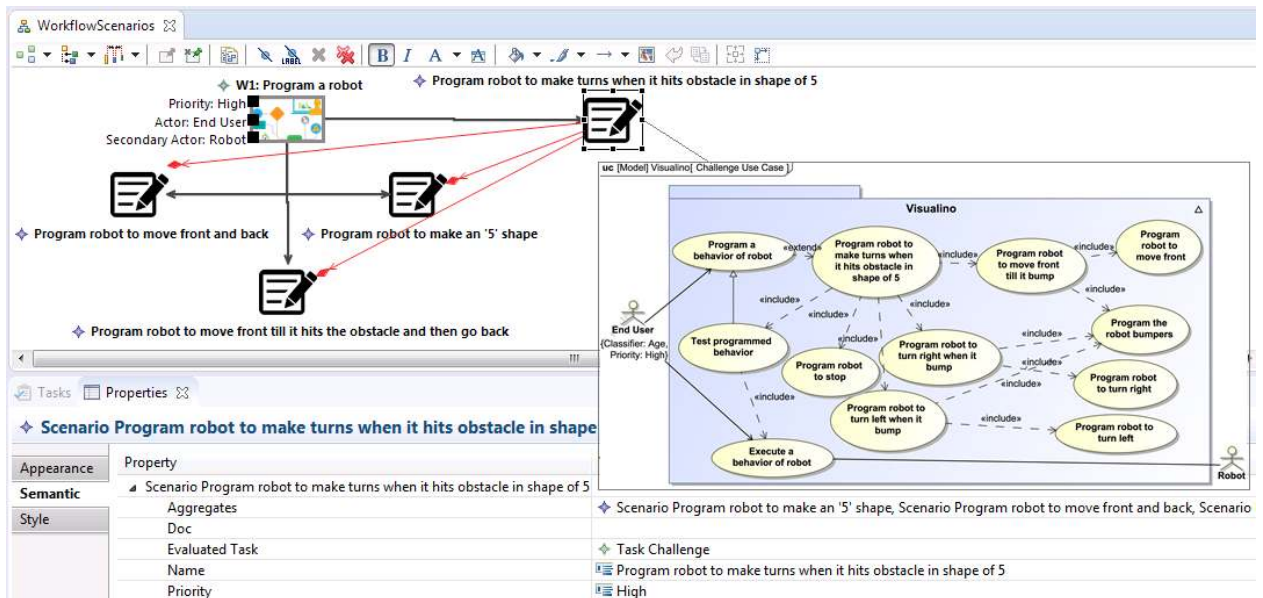 WorkflowScenarios
LABEL
B I A A
W1: Program a robot
Program robot to make turns when it hits obstacle in shape of 5
Priority: High
Actor: End User
Secondary Actor: Robot
Program robot to move front and back
Program robot to make an '5' shape
Program robot to move front till it hits the obstacle and then go back
uc [Model] Visualino[ Challenge Use Case ]
Visualino
Program a
behavior of robot
«extend»
Program robot to
make turns when
it hits obstacle in
shape of 5
«include»
Program robot
to move front
till it bump
«include»
Program
robot to
move front
«include»
«include»
«include»
«include»
«include»
End User
{Classifier: Age,
Priority: High}
Test programmed
behavior
Program robot
to stop
Program robot to
turn right when it
bump
«include»
«include»
«include»
Program the
robot bumpers
Program robot
to turn right
«include»
Program robot to
turn left when it
bump
«include»
Program robot to
turn left
Execute a
behavior of robot
Robot
Tasks
Properties
Scenario Program robot to make turns when it hits obstacle in shape
Appearance
Semantic
Style
Property
Scenario Program robot to make turns when it hits obstacle in shape of 5
Aggregates
Scenario Program robot to make an '5' shape, Scenario Program robot to move front and back, Scenario
Doc
Evaluated Task
Task Challenge
Name
Program robot to make turns when it hits obstacle in shape of 5
Priority
High